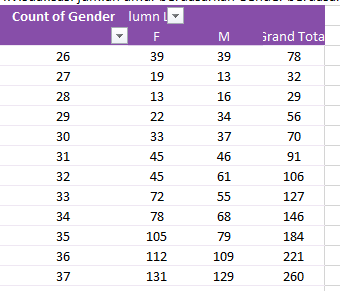 Count of Gender lumn L
F M Grand Tota
26 39 39 78
27 19 13 32
28 13 16 29
29 22 34 56
30 33 37 70
31 45 46 91
32 45 61 106
33 72 55 127
34 78 68 146
35 105 79 184
36 112 109 221
37 131 129 260